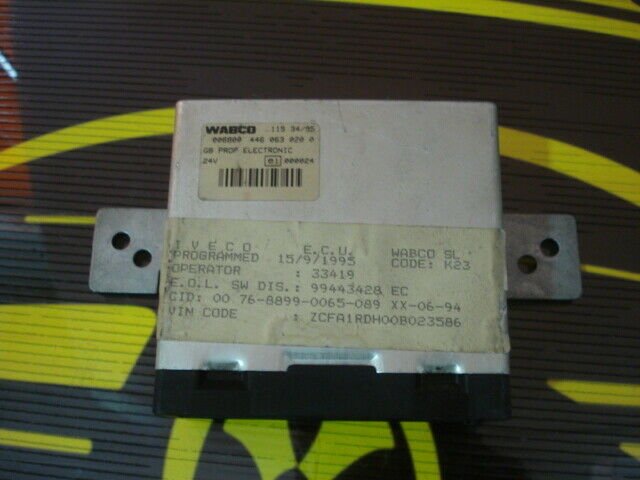 WABCO .115 34/95
006800 446 063 020 0
GB PROP ELECTRONIC
24V e1 000024
IVECO E.C.U. WABCO SL.
PROGRAMMED 15/9/1995 CODE: K23
OPERATOR : 33419
E.O.L. SW DIS.: 99443428 EC
CID: 00 76-8899-0065-089 XX-06-94
VIN CODE : ZCFA1RDH00B023586